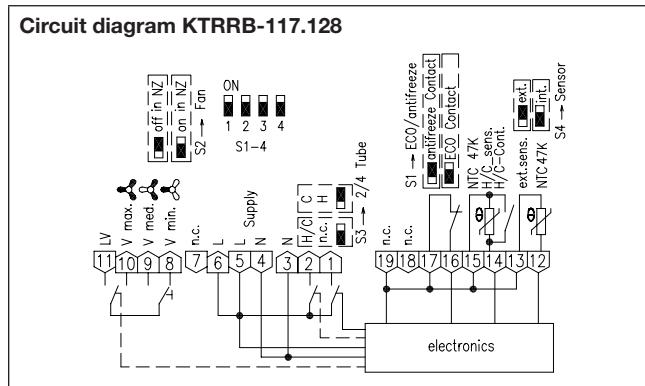 Circuit diagram KTRRB-117.128
off in NZ
on in NZ
S2 → Fan
ON
1 2 3 4
S1-4
S1 → ECO/antifreeze
antifreeze Contact
ECO Contact
NTC 47K
H/C-sens.
H/C-Cont.
ext.sens.
NTC 47K
ext.
int.
S4 → Sensor
LV
V max.
V med.
V min.
n.c.
L
L
Supply
N
N
H/C
C
n.c.
H
S3 → 2/4 Tube
11 10 9 8 7 6 5 4 3 2 1
n.c.
n.c.
θ
θ
19 18 17 16 15 14 13 12
electronics